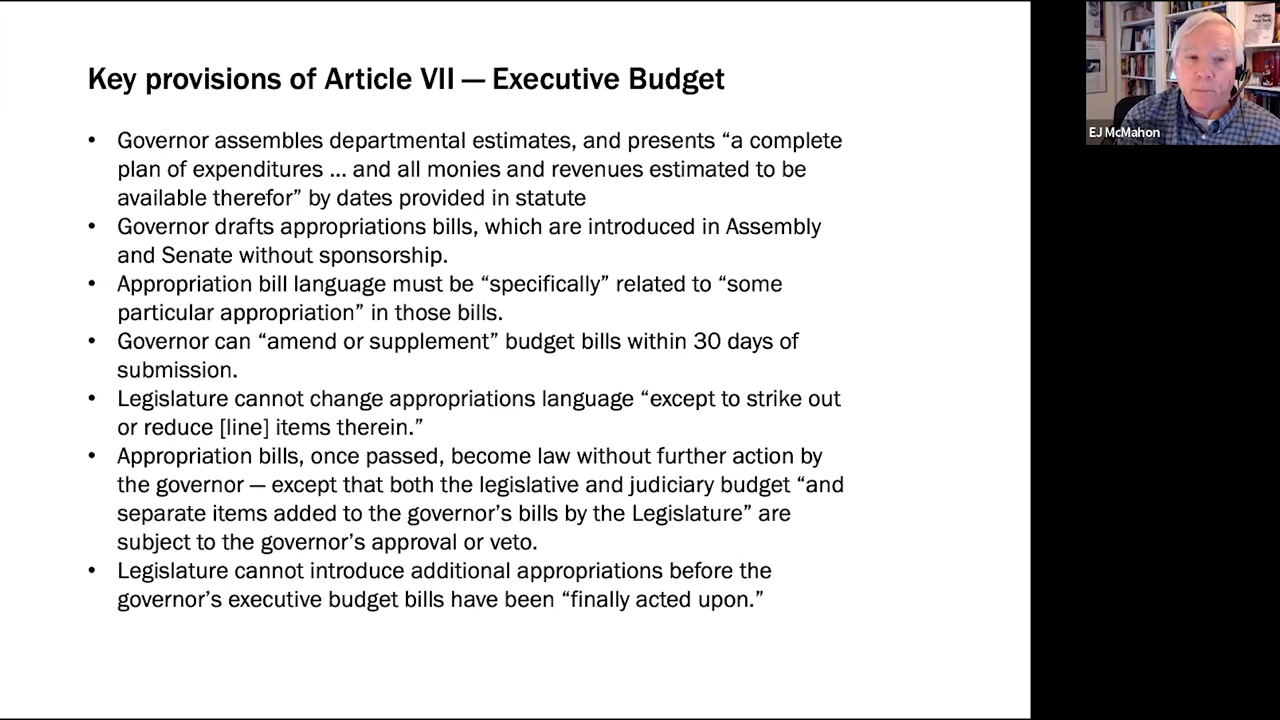 Key provisions of Article VII — Executive Budget
• Governor assembles departmental estimates, and presents “a complete
plan of expenditures ... and all monies and revenues estimated to be
available therefor” by dates provided in statute
• Governor drafts appropriations bills, which are introduced in Assembly
and Senate without sponsorship.
• Appropriation bill language must be “specifically” related to “some
particular appropriation” in those bills.
• Governor can “amend or supplement” budget bills within 30 days of
submission.
• Legislature cannot change appropriations language “except to strike out
or reduce [line] items therein.”
• Appropriation bills, once passed, become law without further action by
the governor — except that both the legislative and judiciary budget “and
separate items added to the governor’s bills by the Legislature” are
subject to the governor’s approval or veto.
• Legislature cannot introduce additional appropriations before the
governor’s executive budget bills have been “finally acted upon.”
EJ McMahon